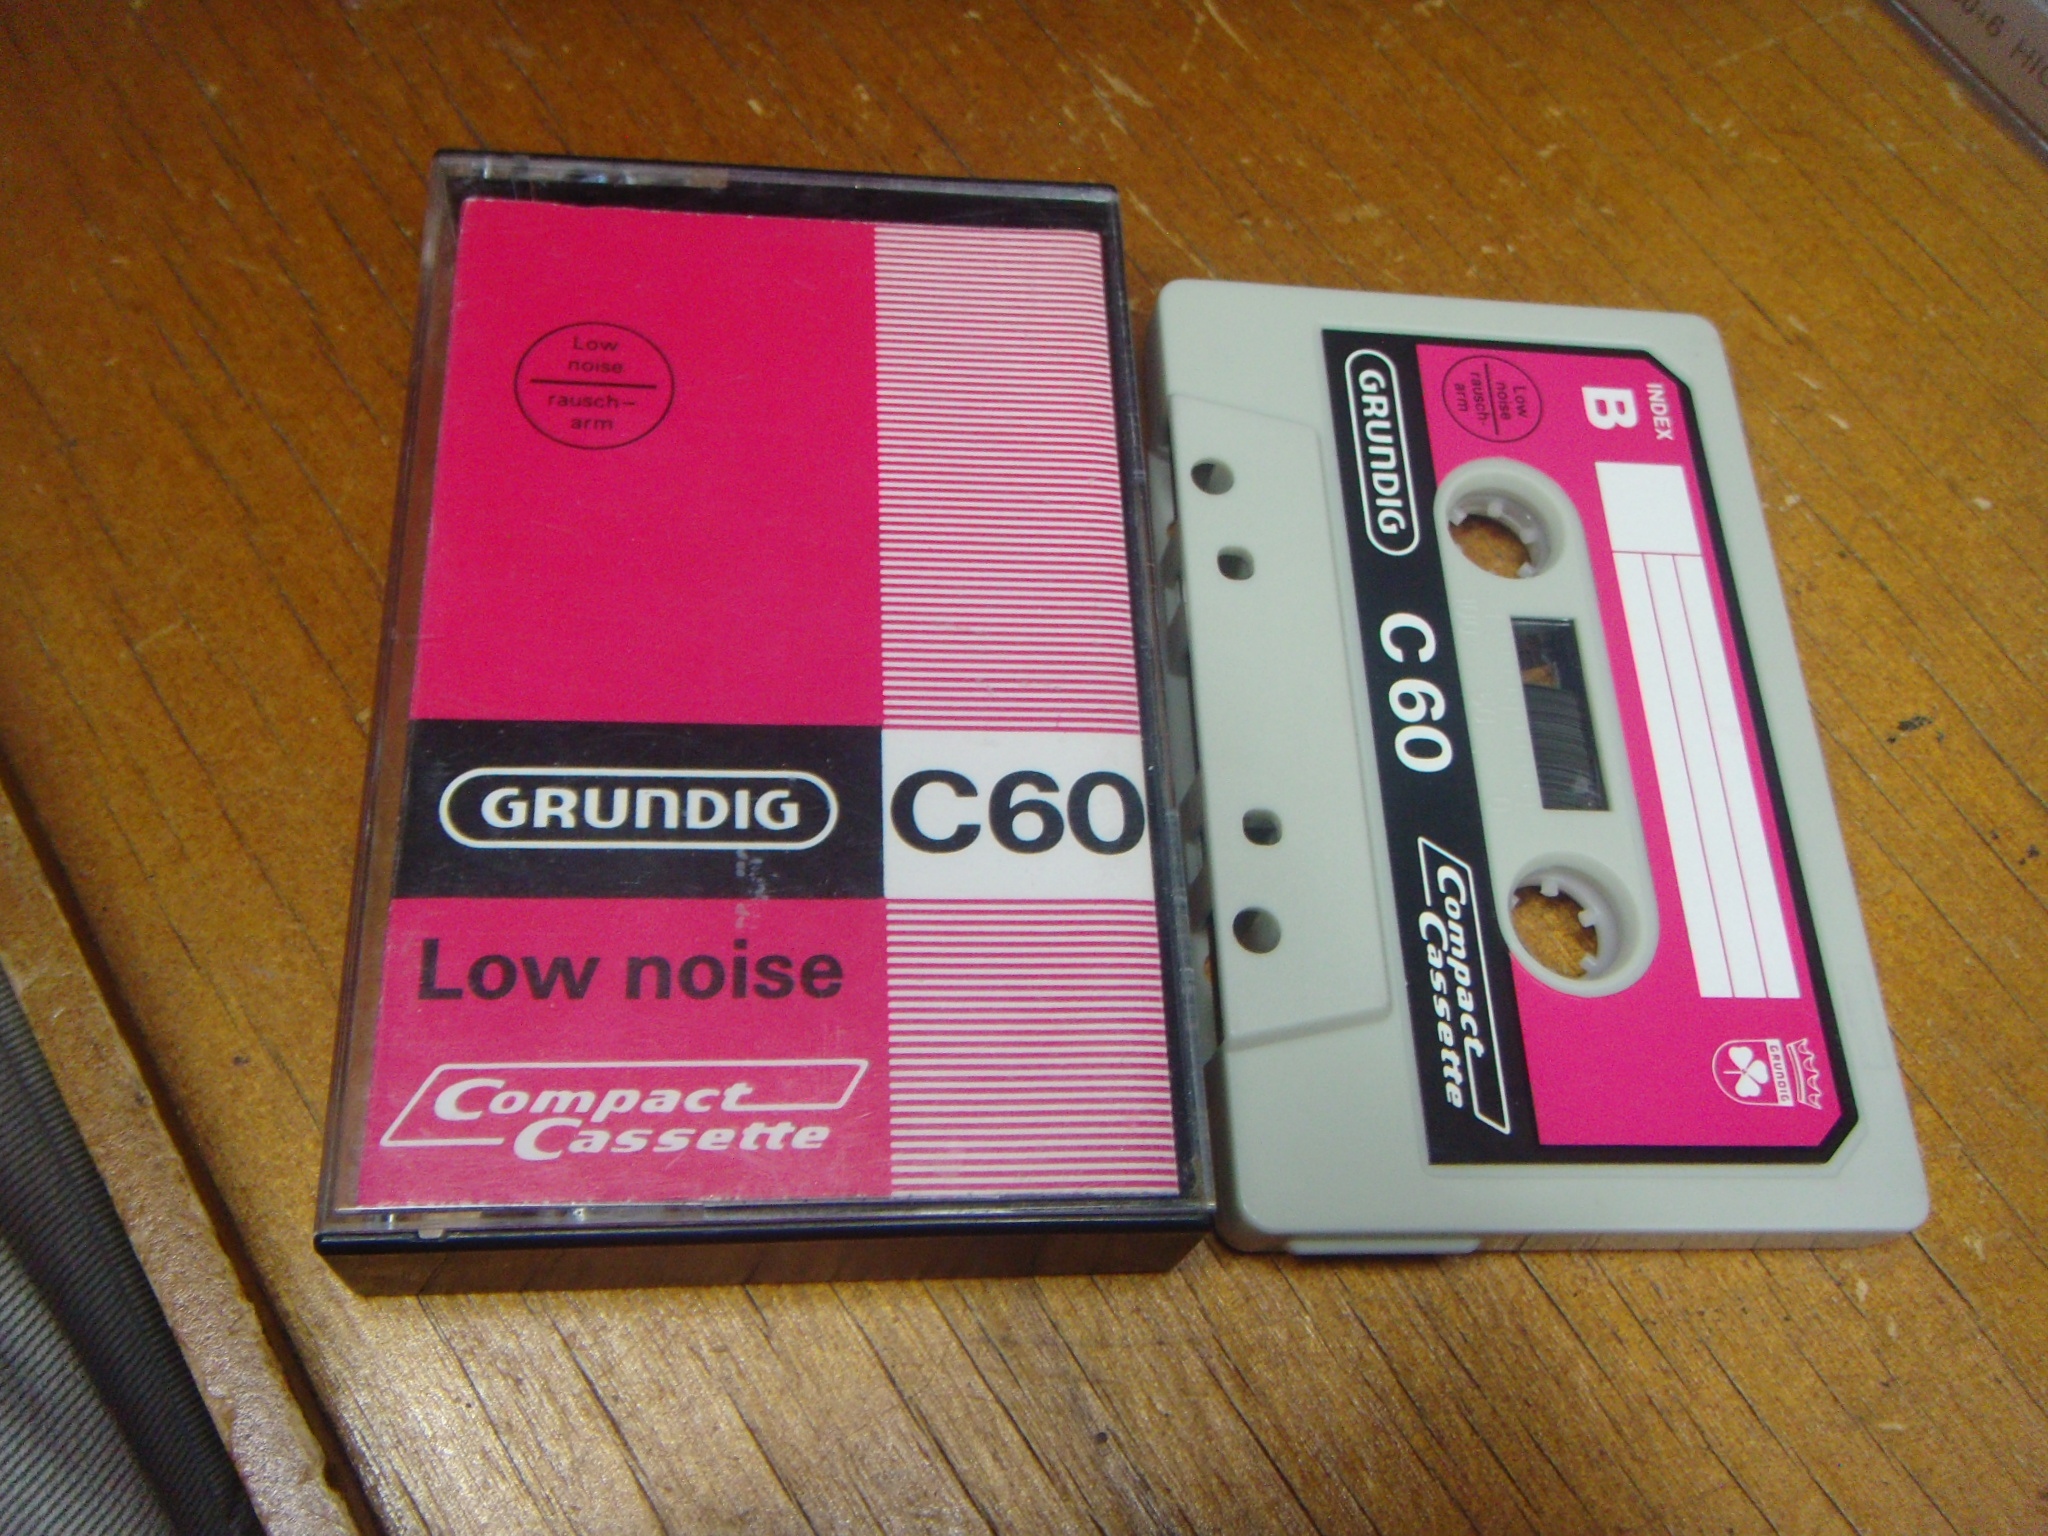 Low
noise
rausch-
arm
GRUNDIG
C60
Low noise
Compact
Cassette
INDEX
B
Low
noise
rausch-
arm
GRUNDIG
C60
Compact
Cassette
GRUNDIG